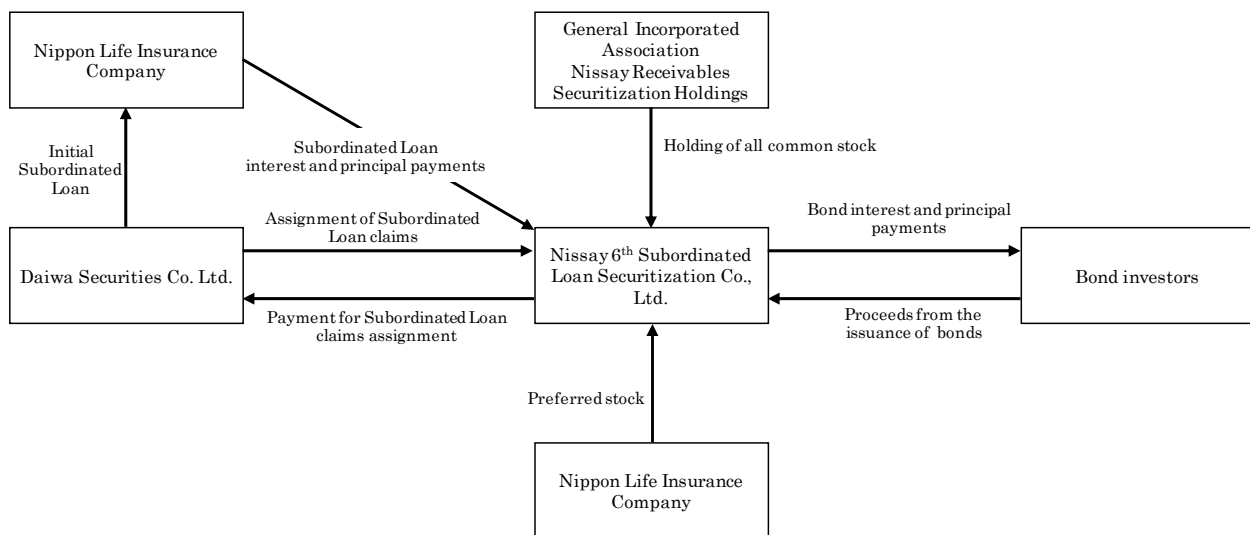 Nippon Life Insurance
Company
General Incorporated
Association
Nissay Receivables
Securitization Holdings
Initial
Subordinated
Loan
Subordinated Loan
interest and principal payments
Holding of all common stock
Assignment of Subordinated
Loan claims
Bond interest and principal
payments
Daiwa Securities Co. Ltd.
Nissay 6th Subordinated
Loan Securitization Co.,
Ltd.
Bond investors
Payment for Subordinated Loan
claims assignment
Proceeds from the
issuance of bonds
Preferred stock
Nippon Life Insurance
Company